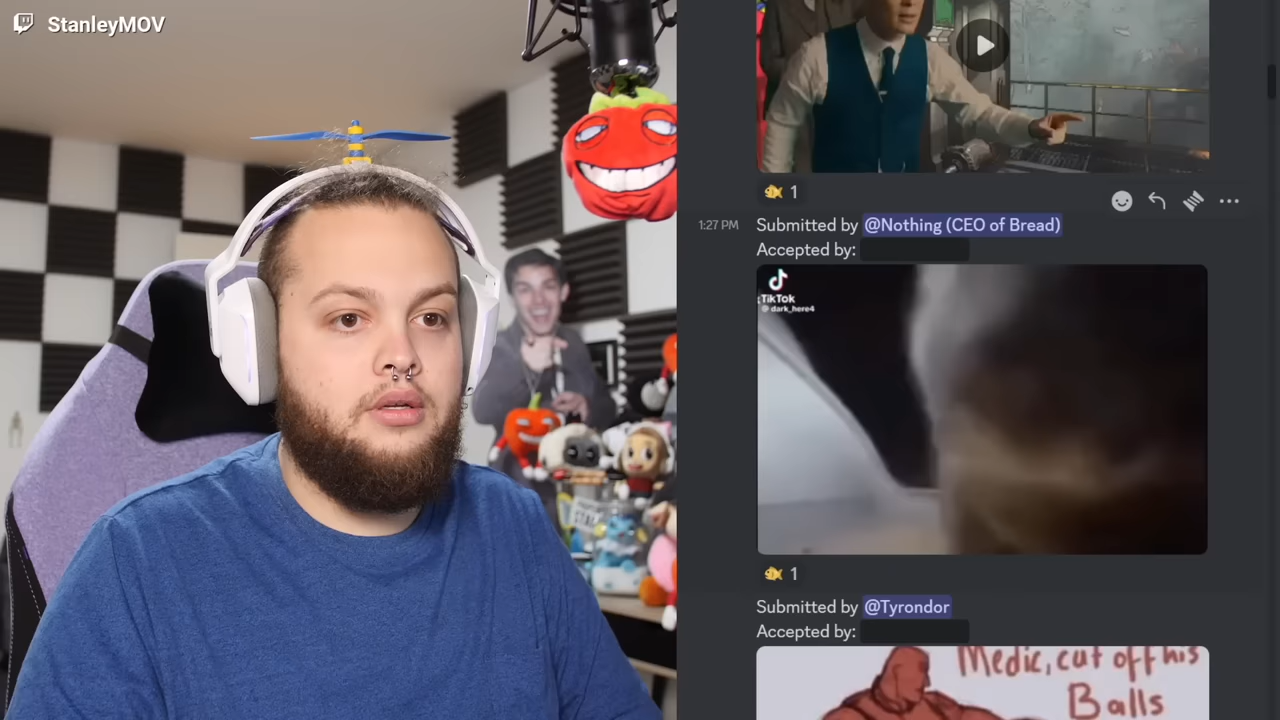 StanleyMOV
1
1:27 PM
Submitted by @Nothing (CEO of Bread)
Accepted by:
TikTok
@dark_here4
1
Submitted by @Tyrondor
Accepted by:
Medic, cut off his
Balls